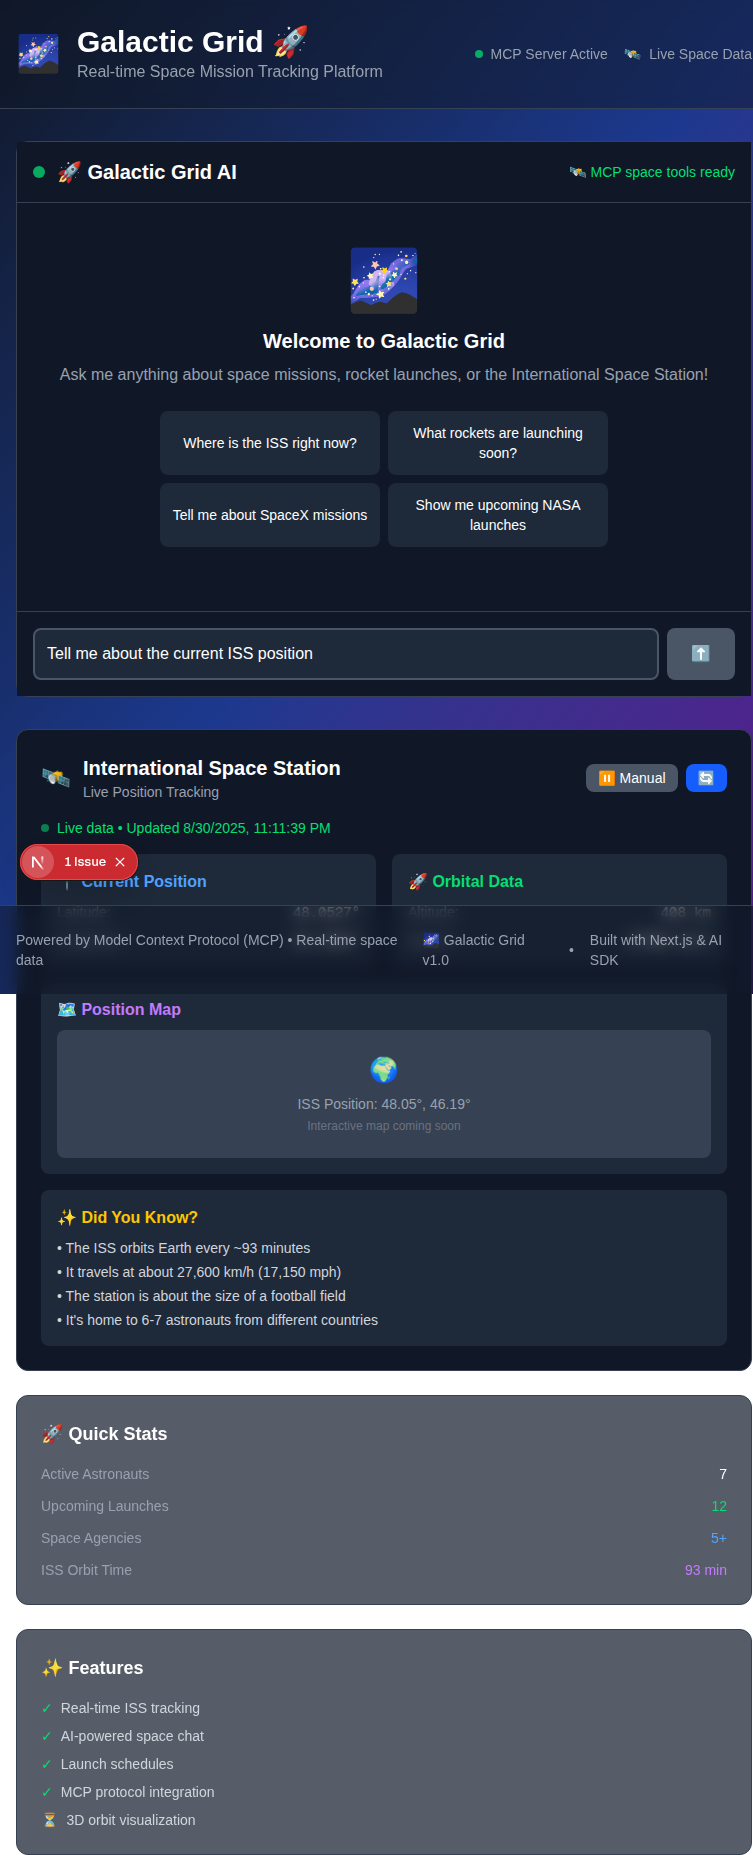 Galactic Grid 🚀
Real-time Space Mission Tracking Platform
MCP Server Active
🛰️ Live Space Data
🚀 Galactic Grid AI
🛰️ MCP space tools ready
Welcome to Galactic Grid
Ask me anything about space missions, rocket launches, or the International Space Station!
Where is the ISS right now?
What rockets are launching
soon?
Tell me about SpaceX missions
Show me upcoming NASA
launches
Tell me about the current ISS position
International Space Station
Live Position Tracking
⏸️ Manual
Live data • Updated 8/30/2025, 11:11:39 PM
N
1 Issue ×
Current Position
🚀 Orbital Data
Latitude:
48.0527°
Altitude:
408 km
Powered by Model Context Protocol (MCP) • Real-time space
data
🌌 Galactic Grid
v1.0
•
Built with Next.js & AI
SDK
🗺️ Position Map
ISS Position: 48.05°, 46.19°
Interactive map coming soon
✨ Did You Know?
• The ISS orbits Earth every ~93 minutes
• It travels at about 27,600 km/h (17,150 mph)
• The station is about the size of a football field
• It's home to 6-7 astronauts from different countries
🚀 Quick Stats
Active Astronauts 7
Upcoming Launches 12
Space Agencies 5+
ISS Orbit Time 93 min
✨ Features
✓ Real-time ISS tracking
✓ AI-powered space chat
✓ Launch schedules
✓ MCP protocol integration
⏳ 3D orbit visualization